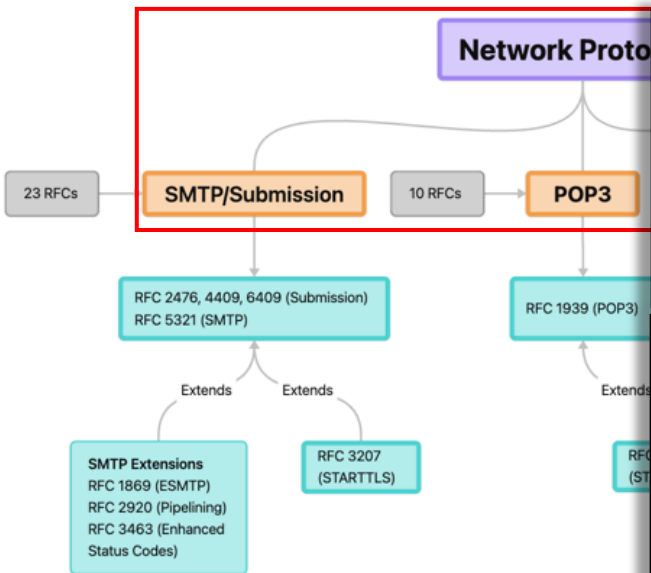 Network Proto
23 RFCs
SMTP/Submission
10 RFCs
POP3
RFC 2476, 4409, 6409 (Submission)
RFC 5321 (SMTP)
RFC 1939 (POP3)
Extends
Extends
Extends
SMTP Extensions
RFC 1869 (ESMTP)
RFC 2920 (Pipelining)
RFC 3463 (Enhanced
Status Codes)
RFC 3207
(STARTTLS)
RFC
(ST